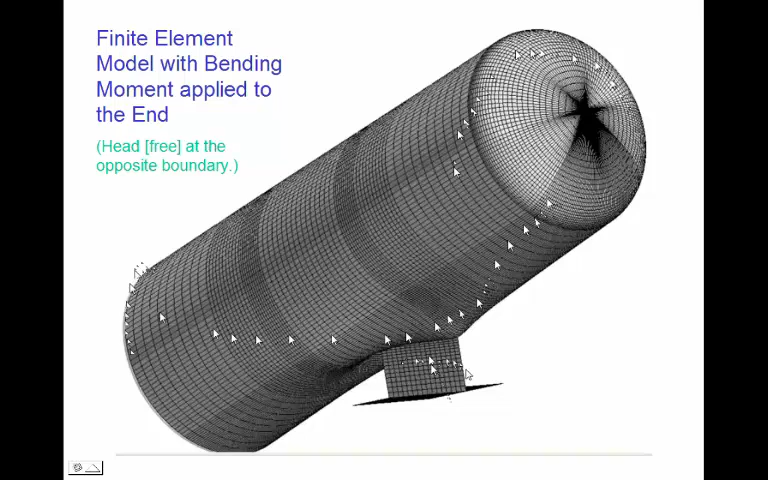 Finite Element
Model with Bending
Moment applied to
the End
(Head [free] at the
opposite boundary.)